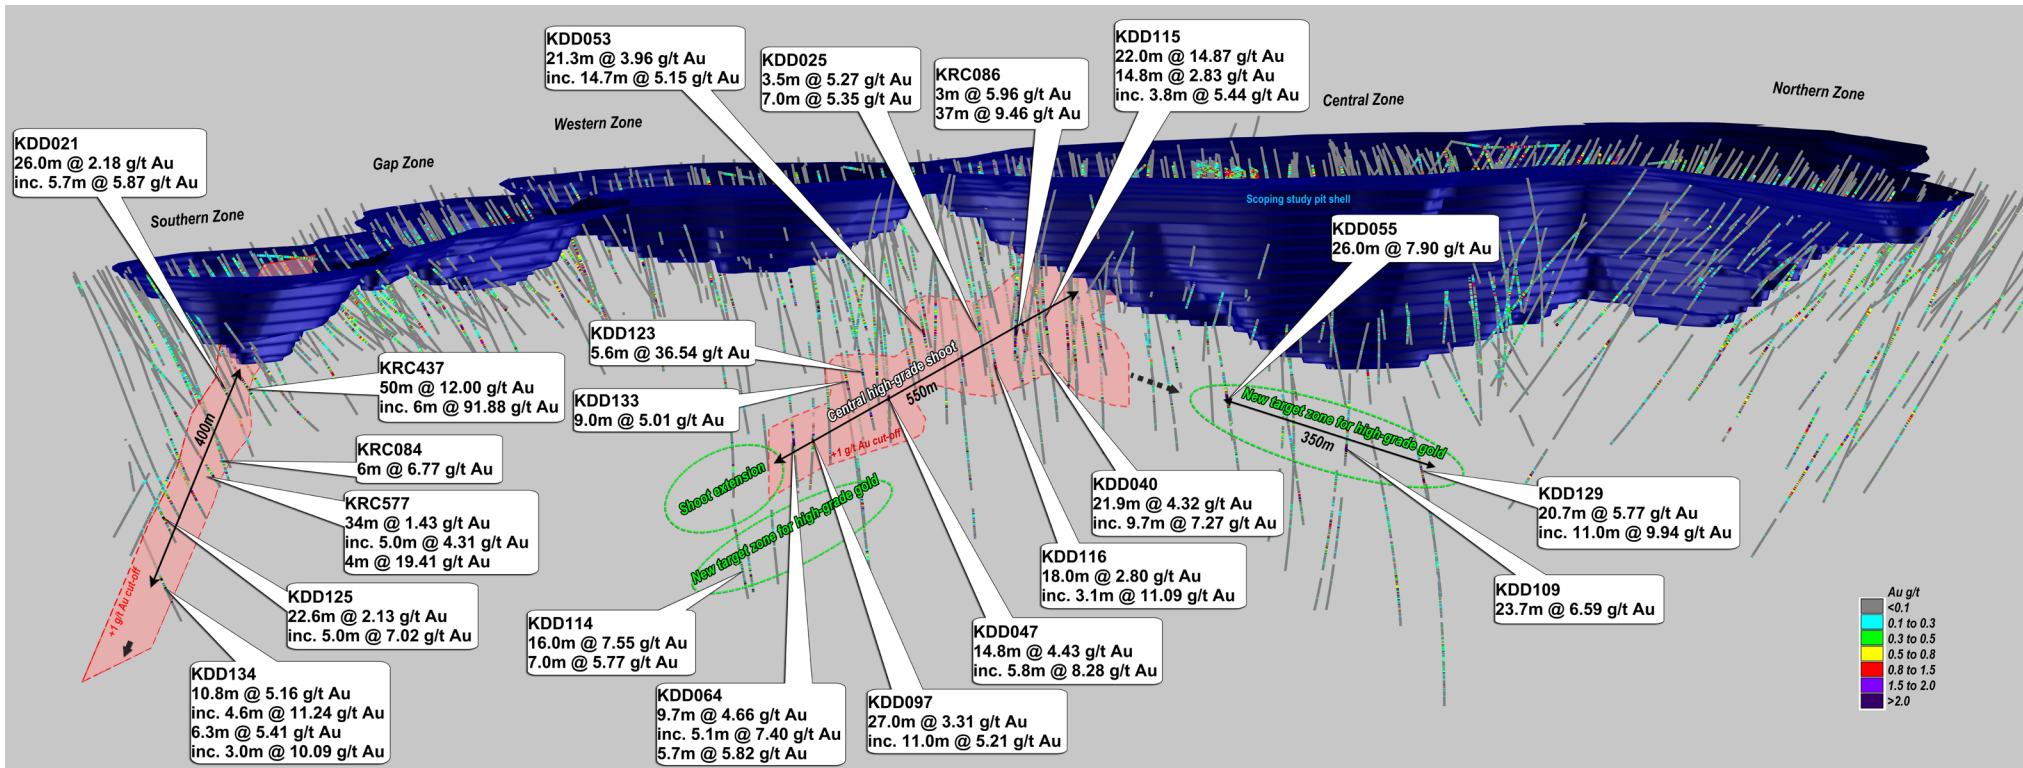 KDD053
21.3m @ 3.96 g/t Au
inc. 14.7m @ 5.15 g/t Au
KDD025
3.5m @ 5.27 g/t Au
7.0m @ 5.35 g/t Au
KRC086
3m @ 5.96 g/t Au
37m @ 9.46 g/t Au
KDD115
22.0m @ 14.87 g/t Au
14.8m @ 2.83 g/t Au
inc. 3.8m @ 5.44 g/t Au
Central Zone
Northern Zone
Western Zone
Gap Zone
Southern Zone
KDD021
26.0m @ 2.18 g/t Au
inc. 5.7m @ 5.87 g/t Au
Scoping study pit shell
KDD055
26.0m @ 7.90 g/t Au
KDD123
5.6m @ 36.54 g/t Au
KDD133
9.0m @ 5.01 g/t Au
KRC437
50m @ 12.00 g/t Au
inc. 6m @ 91.88 g/t Au
KRC084
6m @ 6.77 g/t Au
KRC577
34m @ 1.43 g/t Au
inc. 5.0m @ 4.31 g/t Au
4m @ 19.41 g/t Au
400m
+1 g/t Au cut-off
Central high-grade shoot
550m
+1 g/t Au cut-off
Shoot extension
New target zone for high-grade gold
New target zone for high-grade gold
350m
KDD125
22.6m @ 2.13 g/t Au
inc. 5.0m @ 7.02 g/t Au
KDD134
10.8m @ 5.16 g/t Au
inc. 4.6m @ 11.24 g/t Au
6.3m @ 5.41 g/t Au
inc. 3.0m @ 10.09 g/t Au
KDD114
16.0m @ 7.55 g/t Au
7.0m @ 5.77 g/t Au
KDD064
9.7m @ 4.66 g/t Au
inc. 5.1m @ 7.40 g/t Au
5.7m @ 5.82 g/t Au
KDD097
27.0m @ 3.31 g/t Au
inc. 11.0m @ 5.21 g/t Au
KDD047
14.8m @ 4.43 g/t Au
inc. 5.8m @ 8.28 g/t Au
KDD116
18.0m @ 2.80 g/t Au
inc. 3.1m @ 11.09 g/t Au
KDD040
21.9m @ 4.32 g/t Au
inc. 9.7m @ 7.27 g/t Au
KDD129
20.7m @ 5.77 g/t Au
inc. 11.0m @ 9.94 g/t Au
KDD109
23.7m @ 6.59 g/t Au
Au g/t
<0.1
0.1 to 0.3
0.3 to 0.5
0.5 to 0.8
0.8 to 1.5
1.5 to 2.0
>2.0